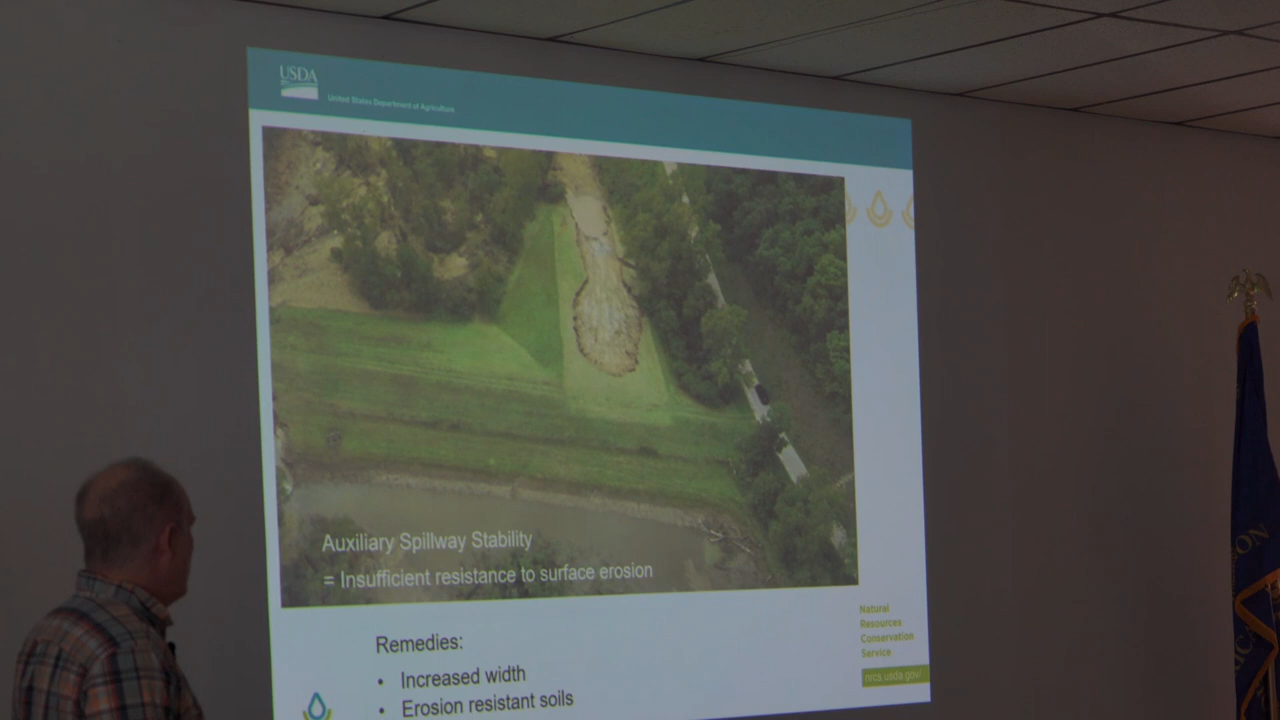 USDA
United States Department of Agriculture
Auxiliary Spillway Stability
= Insufficient resistance to surface erosion
Remedies:
• Increased width
• Erosion resistant soils
Natural
Resources
Conservation
Service
nrcs.usda.gov/